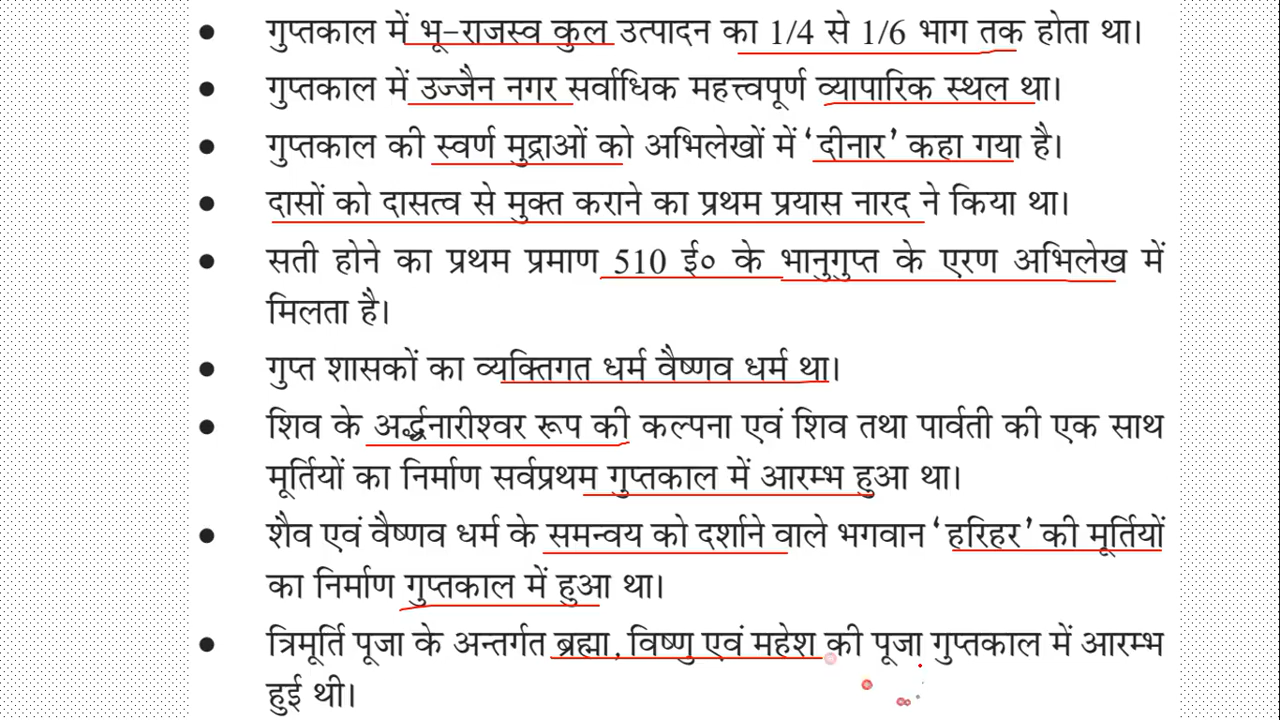 • गुप्तकाल में भू-राजस्व कुल उत्पादन का 1/4 से 1/6 भाग तक होता था।
• गुप्तकाल में उज्जैन नगर सर्वाधिक महत्त्वपूर्ण व्यापारिक स्थल था।
• गुप्तकाल की स्वर्ण मुद्राओं को अभिलेखों में ‘दीनार’ कहा गया है।
• दासों को दासत्व से मुक्त कराने का प्रथम प्रयास नारद ने किया था।
• सती होने का प्रथम प्रमाण 510 ई० के भानुगुप्त के एरण अभिलेख में
मिलता है।
• गुप्त शासकों का व्यक्तिगत धर्म वैष्णव धर्म था।
• शिव के अर्द्धनारीश्वर रूप की कल्पना एवं शिव तथा पार्वती की एक साथ
मूर्तियों का निर्माण सर्वप्रथम गुप्तकाल में आरम्भ हुआ था।
• शैव एवं वैष्णव धर्म के समन्वय को दर्शाने वाले भगवान ‘हरिहर’ की मूर्तियों
का निर्माण गुप्तकाल में हुआ था।
• त्रिमूर्ति पूजा के अन्तर्गत ब्रह्मा, विष्णु एवं महेश की पूजा गुप्तकाल में आरम्भ
हुई थी।